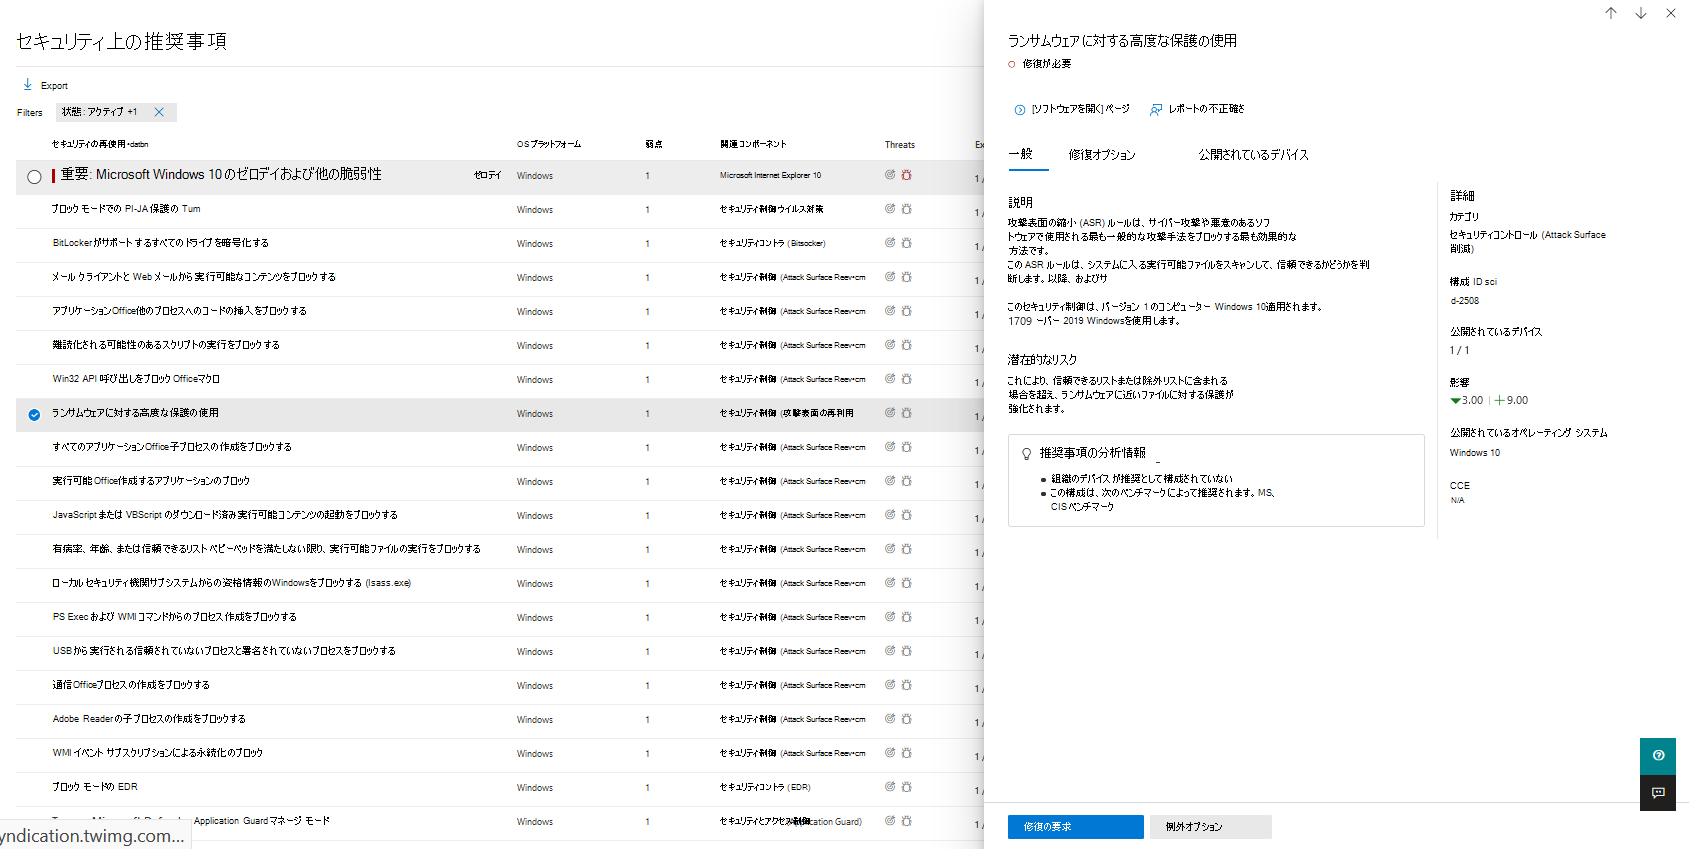 セキュリティ上の推奨事項
Export
Filters 状態: アクティブ +1
セキュリティの再使用・datbn OSプラットフォーム 弱点 関連コンポーネント Threats Ex
重要: Microsoft Windows 10のゼロデイおよび他の脆弱性 ゼロデイ Windows 1 Microsoft Internet Explorer 10 1 /
ブロック モードでの PI-JA保護の Tum Windows 1 セキュリティ制御ウイルス対策 1 /
BitLockerがサポートするすべてのドライブを暗号化する Windows 1 セキュリティコントラ (Bitsocker) 1 /
メール クライアントと Web メールから実行可能なコンテンツをブロックする Windows 1 セキュリティ制御 (Attack Surface Reev•cm 1 /
アプリケーションOffice他のプロセスへのコードの挿入をブロックする Windows 1 セキュリティ制御 (Attack Surface Reev•cm 1 /
難読化される可能性のあるスクリプトの実行をブロックする Windows 1 セキュリティ制御 (Attack Surface Reev•cm 1 /
Win32 API 呼び出しをブロックOfficeマクロ Windows 1 セキュリティ制御 (Attack Surface Reev•cm 1 /
ランサムウェアに対する高度な保護の使用 Windows 1 セキュリティ制御 (攻撃表面の再利用 1 /
すべてのアプリケーションOffice子プロセスの作成をブロックする Windows 1 セキュリティ制御 (Attack Surface Reev•cm 1 /
実行可能Office作成するアプリケーションのブロック Windows 1 セキュリティ制御 (Attack Surface Reev•cm 1 /
JavaScriptまたは VBScript のダウンロード済み実行可能コンテンツの起動をブロックする Windows 1 セキュリティ制御 (Attack Surface Reev•cm 1 /
有病率、年齢、または信頼できるリストベピーペッドを満たしない限り、実行可能ファイルの実行をブロックする Windows 1 セキュリティ制御 (Attack Surface Reev•cm 1 /
ローカル セキュリティ機関サブシステムからの資格情報のWindowsをブロックする (lsass.exe) Windows 1 セキュリティ制御 (Attack Surface Reev•cm 1 /
PS Execおよび WMIコマンドからのプロセス作成をブロックする Windows 1 セキュリティ制御 (Attack Surface Reev•cm 1 /
USBから実行される信頼されていないプロセスと署名されていないプロセスをブロックする Windows 1 セキュリティ制御 (Attack Surface Reev•cm 1 /
通信Officeプロセスの作成をブロックする Windows 1 セキュリティ制御 (Attack Surface Reev•cm 1 /
Adobe Readerの子プロセスの作成をブロックする Windows 1 セキュリティ制御 (Attack Surface Reev•cm 1 /
WMIイベント サブスクリプションによる永続化のブロック Windows 1 セキュリティ制御 (Attack Surface Reev•cm 1 /
ブロック モードの EDR Windows 1 セキュリティコントラ (EDR) 1 /
Application Guardマネージ モード Windows 1 セキュリティとアクセス制御 Application Guard) 1 /
yndication.twimg.com...
ランサムウェアに対する高度な保護の使用
修復が必要
[ソフトウェアを開く]ページ レポートの不正確さ
一般 修復オプション 公開されているデバイス
説明
攻撃表面の縮小 (ASR) ルールは、サイバー攻撃や悪意のあるソフ
トウェアで使用される最も一般的な攻撃手法をブロックする最も効果的な
方法です。
このASR ルールは、システムに入る実行可能ファイルをスキャンして、信頼できるかどうかを判
断します。以降、およびサ
このセキュリティ制御は、バージョン 1のコンピューター Windows 10適用されます。
1709 ーバー 2019 Windowsを使用します。
潜在的なリスク
これにより、信頼できるリストまたは除外リストに含まれる
場合を超え、ランサムウェアに近いファイルに対する保護が
強化されます。
推奨事項の分析情報 _
組織のデバイスが推奨として構成されていない
この構成は、次のベンチマークによって推奨されます。MS、
CISベンチマーク
詳細
カテゴリ
セキュリティコントロール (Attack Surface
削減)
構成 ID sci
d-2508
公開されているデバイス
1 / 1
影響
3.00 | +9.00
公開されているオペレーティング システム
Windows 10
CCE
N/A
修復の要求 例外オプション